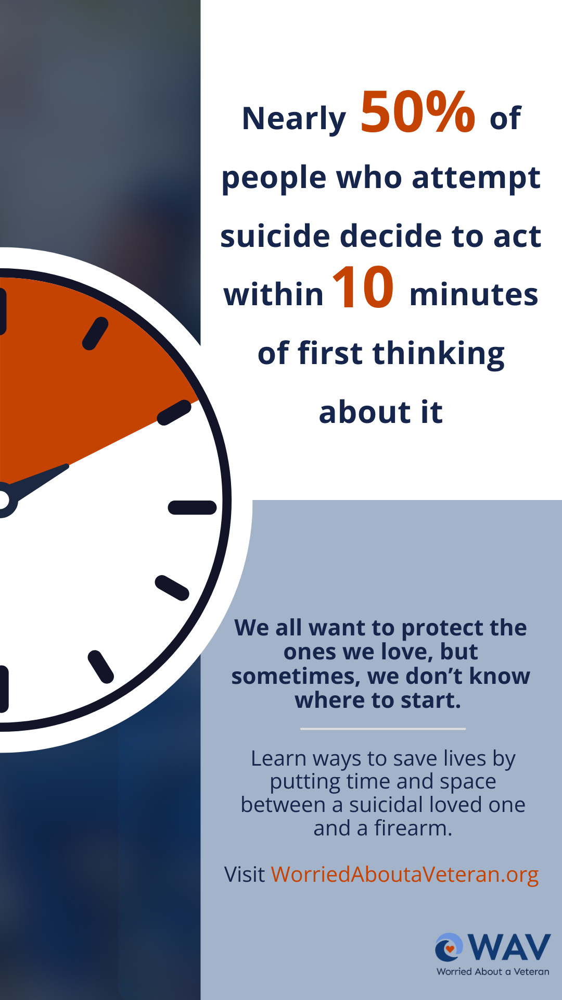 Nearly 50% of
people who attempt
suicide decide to act
within 10 minutes
of first thinking
about it
We all want to protect the
ones we love, but
sometimes, we don’t know
where to start.
Learn ways to save lives by
putting time and space
between a suicidal loved one
and a firearm.
Visit WorriedAboutaVeteran.org
WAV
Worried About a Veteran